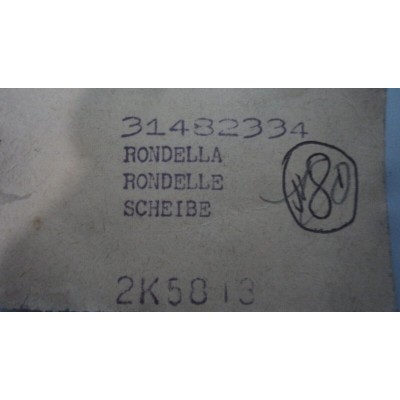 31482334
RONDELLA
RONDELLE
SCHEIBE
2K5813